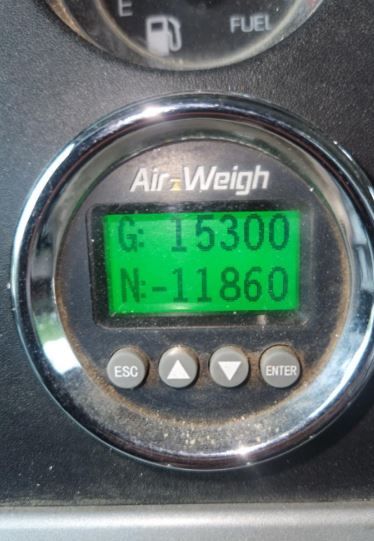 E
FUEL
Air-Weigh
G: 15300
N:-11860
ESC
ENTER